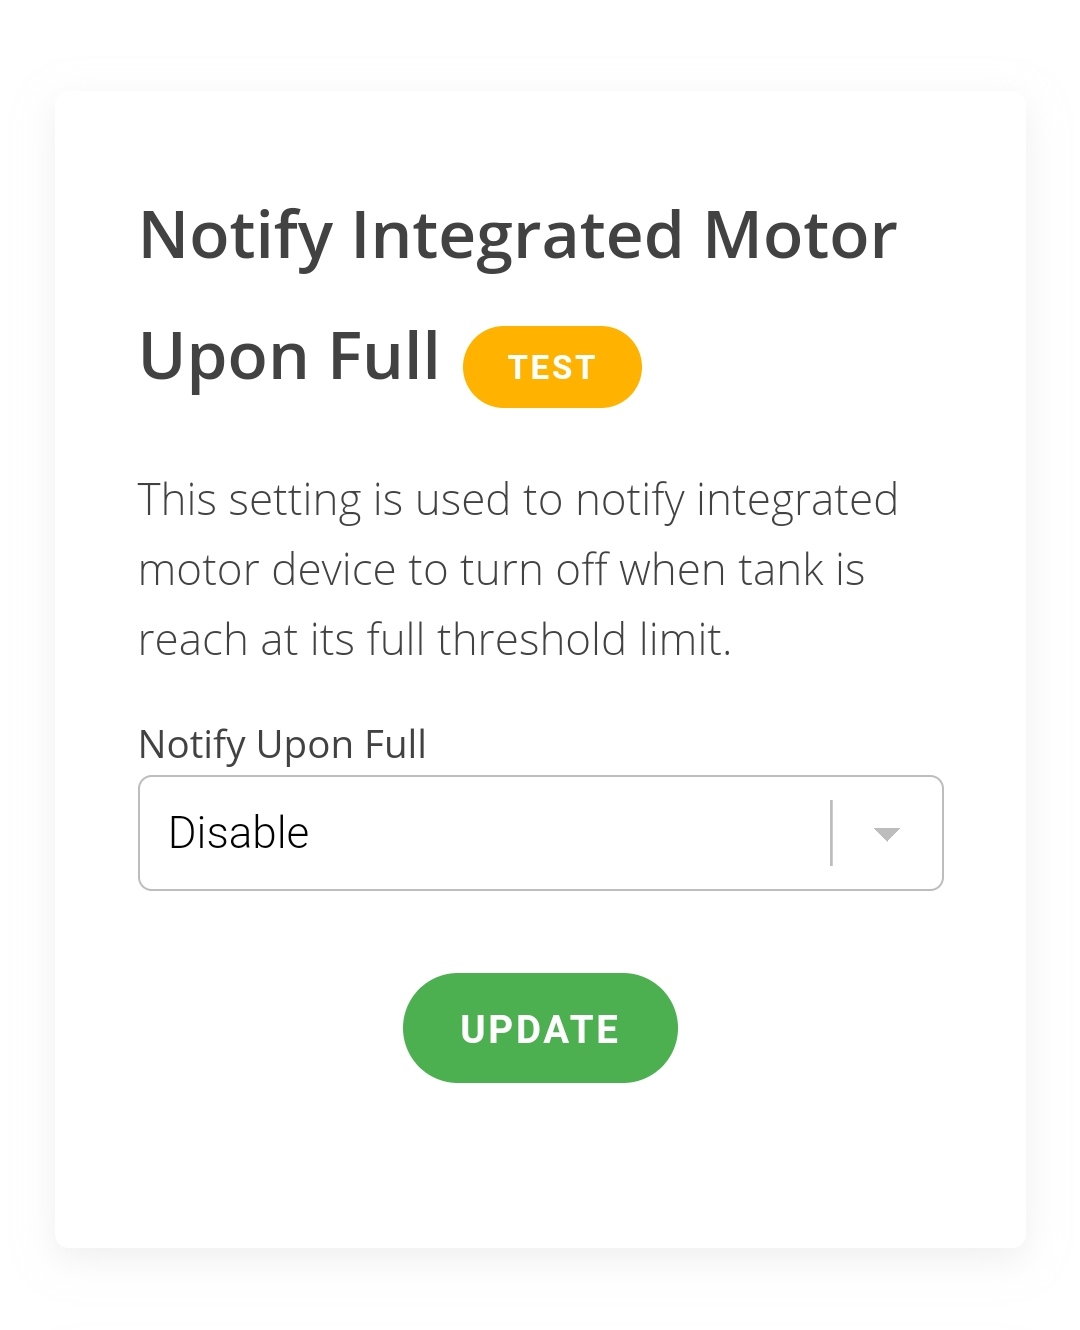 Notify Integrated Motor
Upon Full TEST
This setting is used to notify integrated
motor device to turn off when tank is
reach at its full threshold limit.
Notify Upon Full
Disable
UPDATE